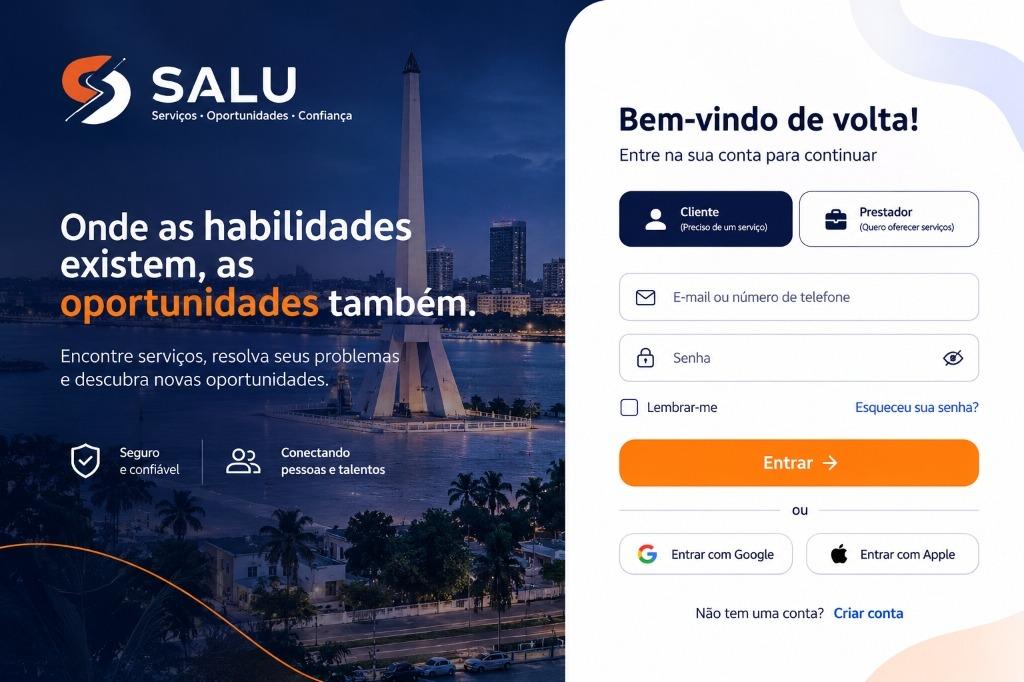 SALU
Serviços • Oportunidades • Confiança
Onde as habilidades
existem, as
oportunidades também.
Encontre serviços, resolva seus problemas
e descubra novas oportunidades.
Seguro
e confiável
Conectando
pessoas e talentos
Bem-vindo de volta!
Entre na sua conta para continuar
Cliente
(Preciso de um serviço)
Prestador
(Quero oferecer serviços)
E-mail ou número de telefone
Senha
Lembrar-me
Esqueceu sua senha?
Entrar →
ou
Entrar com Google
Entrar com Apple
Não tem uma conta? Criar conta